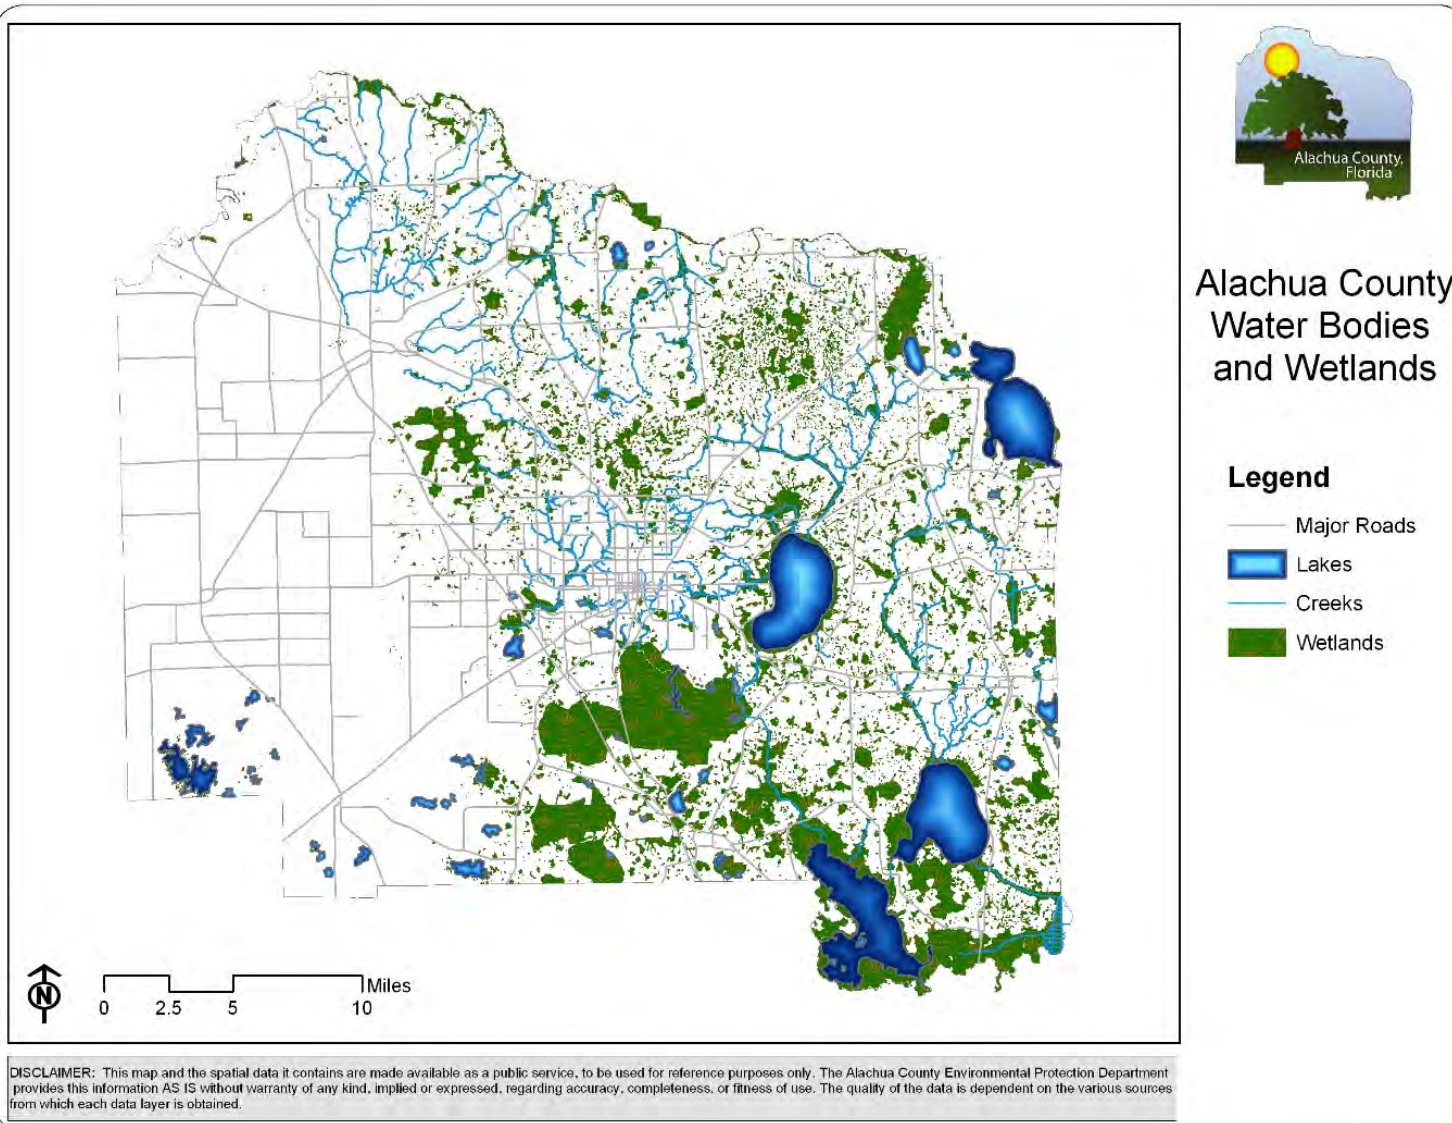 Alachua County,
Florida
Alachua County
Water Bodies
and Wetlands
Legend
Major Roads
Lakes
Creeks
Wetlands
N
Miles
0 2.5 5 10
DISCLAIMER: This map and the spatial data it contains are made available as a public service, to be used for reference purposes only. The Alachua County Environmental Protection Department
provides this information AS IS without warranty of any kind, implied or expressed, regarding accuracy, completeness, or fitness of use. The quality of the data is dependent on the various sources
from which each data layer is obtained.